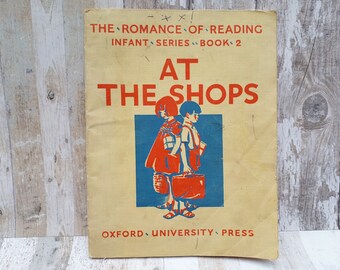 THE · ROMANCE · OF · READING
INFANT · SERIES · · BOOK · 2
AT
THE SHOPS
OXFORD · UNIVERSITY · PRESS